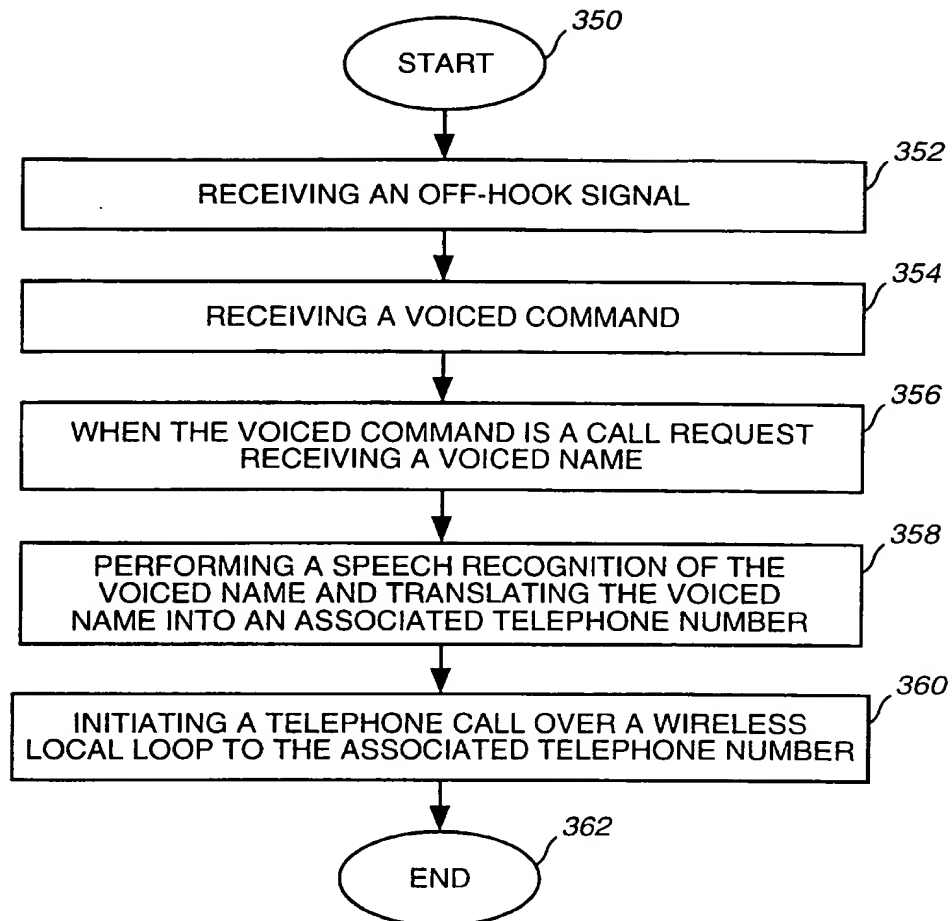 350
START
352
RECEIVING AN OFF-HOOK SIGNAL
354
RECEIVING A VOICED COMMAND
356
WHEN THE VOICED COMMAND IS A CALL REQUEST
RECEIVING A VOICED NAME
358
PERFORMING A SPEECH RECOGNITION OF THE
VOICED NAME AND TRANSLATING THE VOICED
NAME INTO AN ASSOCIATED TELEPHONE NUMBER
360
INITIATING A TELEPHONE CALL OVER A WIRELESS
LOCAL LOOP TO THE ASSOCIATED TELEPHONE NUMBER
362
END